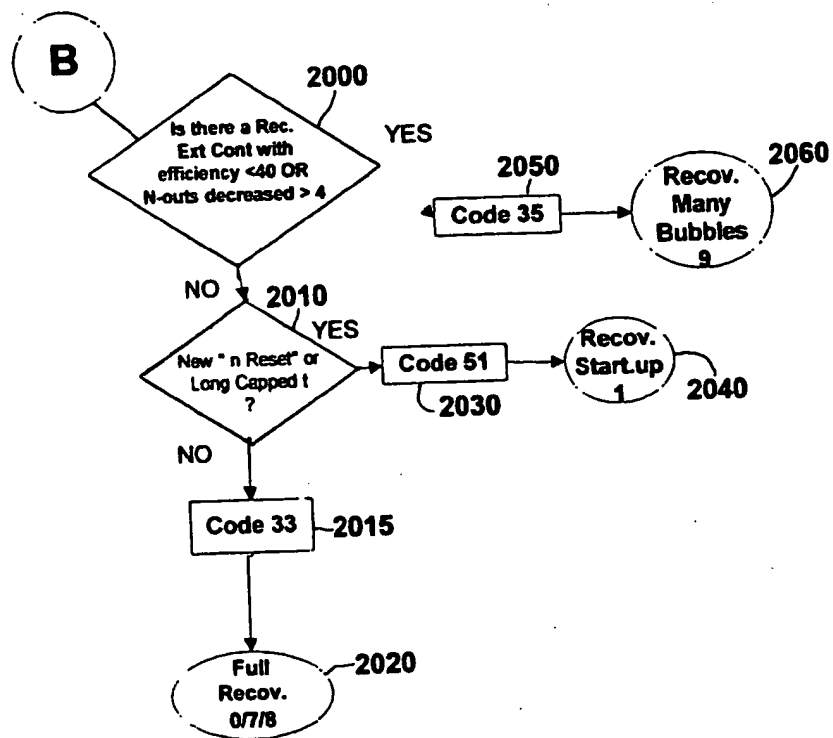 B
2000
Is there a Rec.
Ext Cont with
efficiency <40 OR
N-outs decreased > 4
YES
2050
Code 35
2060
Recov.
Many
Bubbles
9
NO
2010
YES
New " n Reset" or
Long Capped t
?
Code 51
2030
Recov.
Start.up
1
2040
NO
Code 33
2015
Full
Recov.
0/7/8
2020